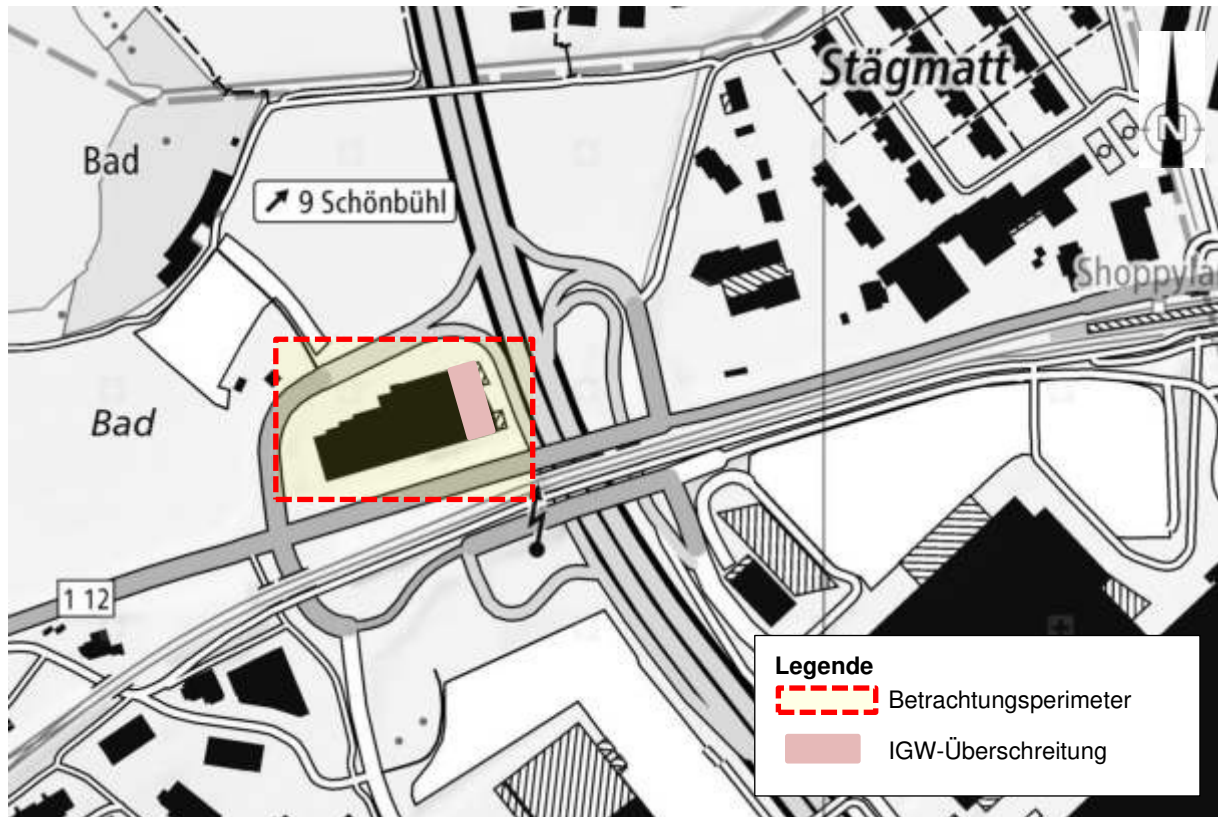 Stägmatt
N
Bad
9 Schönbühl
Shoppyla
Bad
1 12
Legende
Betrachtungsperimeter
IGW-Überschreitung